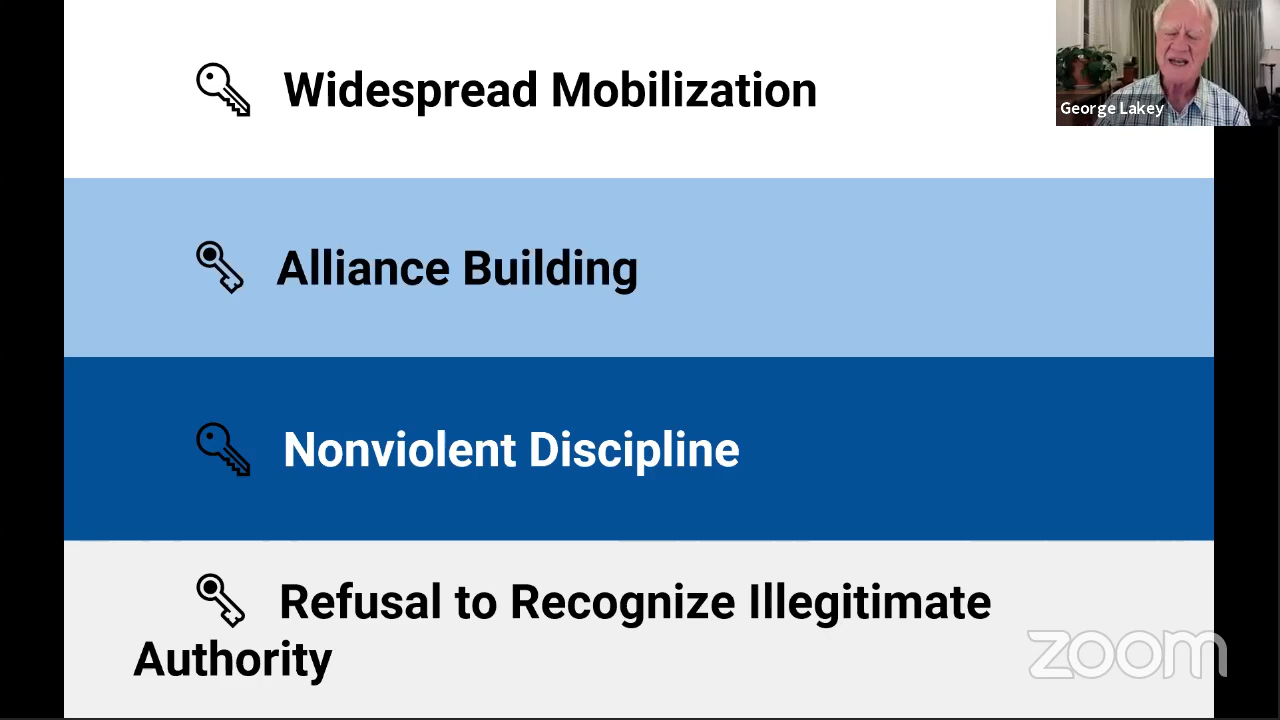 Widespread Mobilization
George Lakey
Alliance Building
Nonviolent Discipline
Refusal to Recognize Illegitimate
Authority
zoom